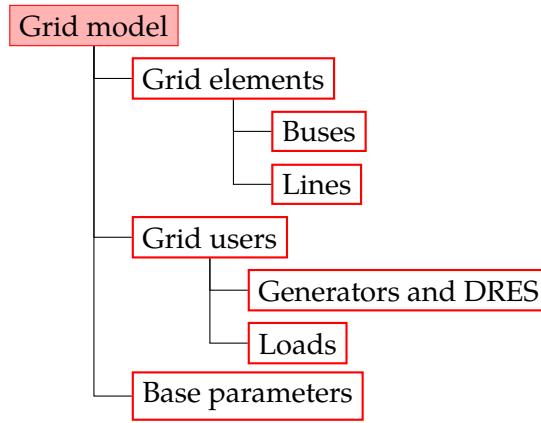 Grid model
Grid elements
Buses
Lines
Grid users
Generators and DRES
Loads
Base parameters